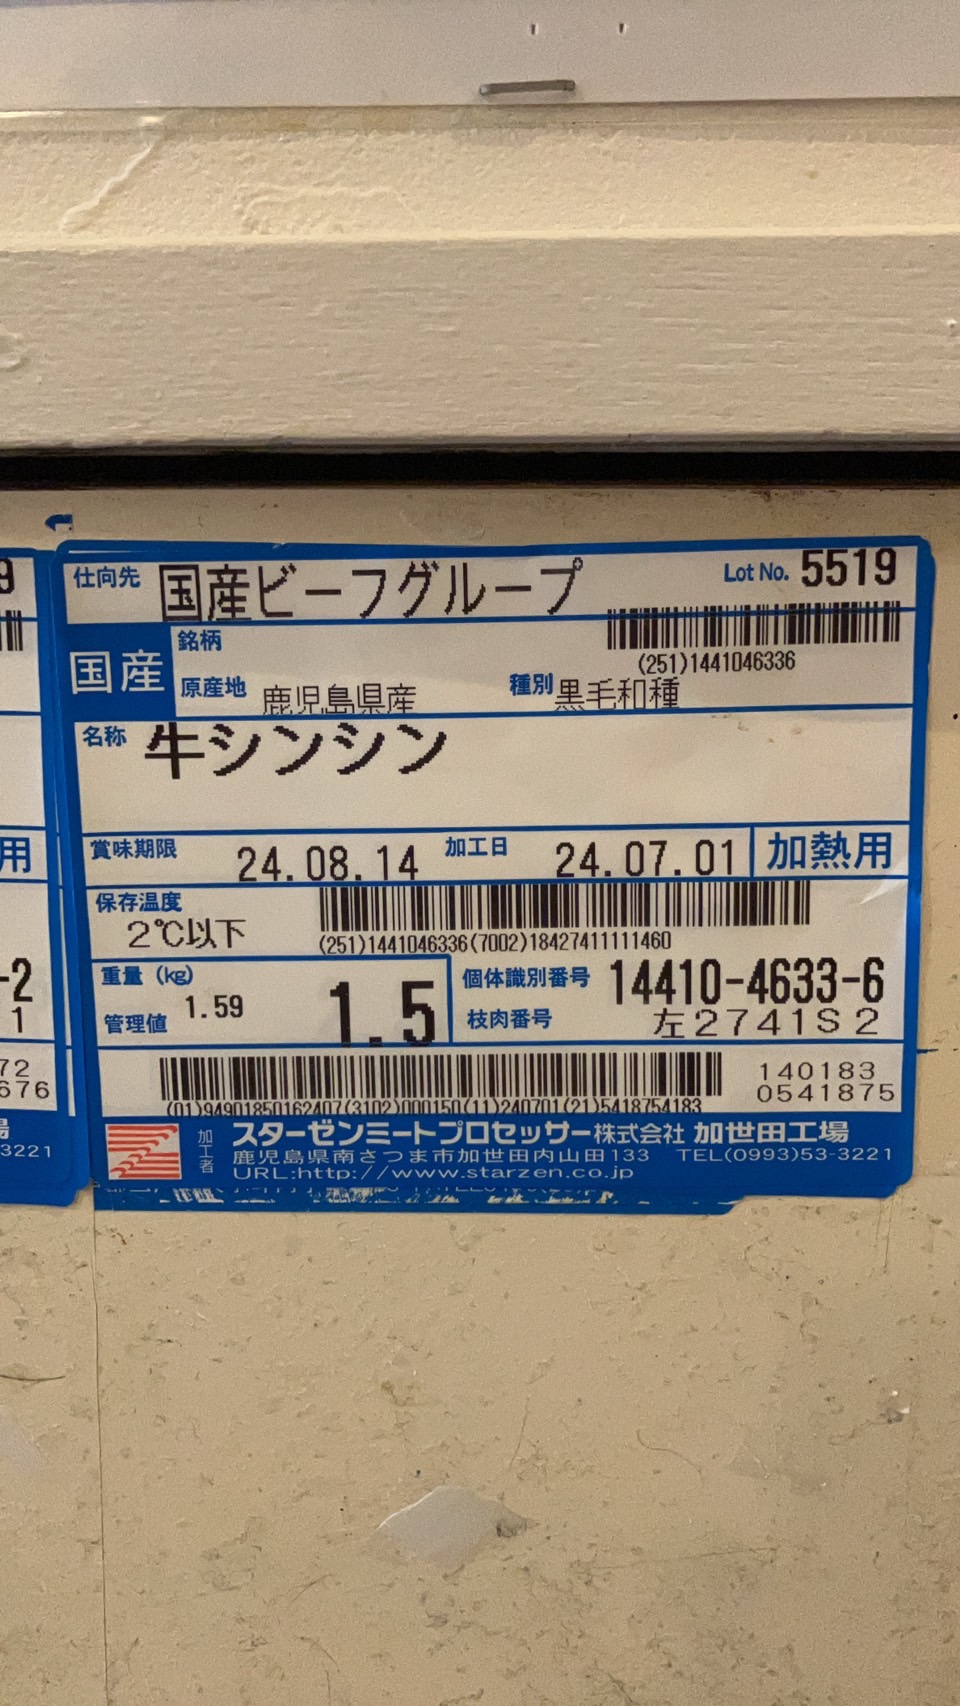 仕向先 国産ビーフグループ Lot No. 5519
(251)1441046336
国産
銘柄
原産地 鹿児島県産 種別 黒毛和種
名称 牛シンシン
賞味期限 24.08.14 加工日 24.07.01 加熱用
保存温度
2℃以下
(251)1441046336(7002)18427411111460
重量 (kg) 1.59 1.5
管理値
個体識別番号 14410-4633-6
枝肉番号 左2741S2
(01)94901850162407(3102)000150(11)240701(21)5418754183
140183
0541875
加工者 スターゼンミートプロセッサー株式会社 加世田工場
鹿児島県南さつま市加世田内山田133 TEL(0993)53-3221
URL:http://www.starzen.co.jp
9
用
-2
1
72
676
場
3221